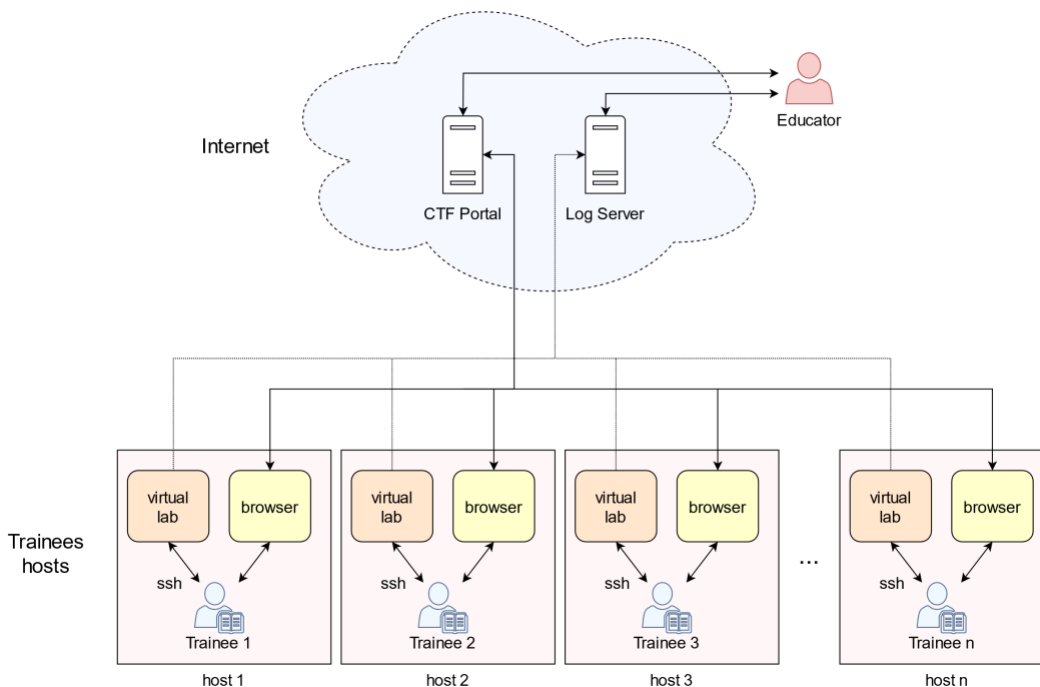 Educator
Internet
CTF Portal
Log Server
virtual
lab
browser
virtual
lab
browser
virtual
lab
browser
virtual
lab
browser
Trainees
hosts
...
ssh
ssh
ssh
ssh
Trainee 1
Trainee 2
Trainee 3
Trainee n
host 1
host 2
host 3
host n